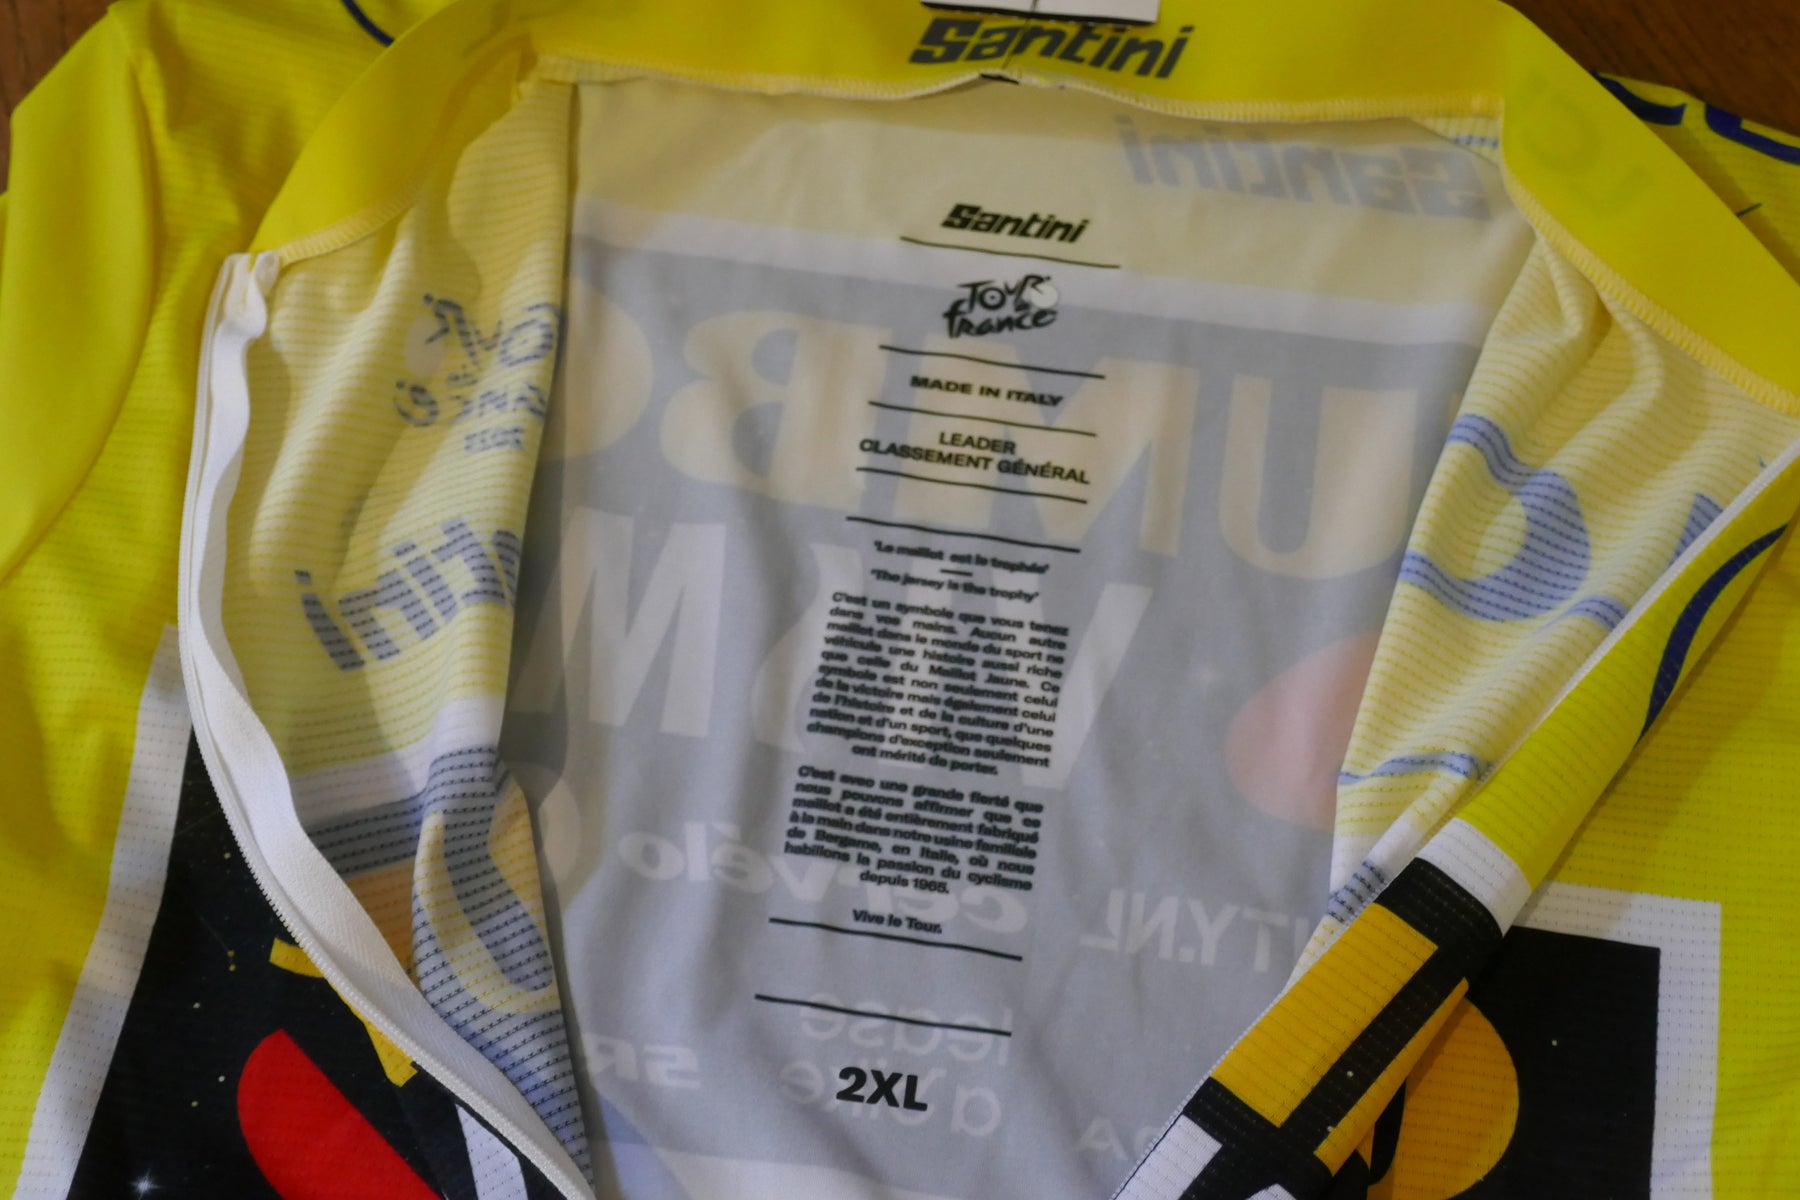 Santini
Santini
Santini
TOUR
de
france
MADE IN ITALY
LEADER
CLASSEMENT GÉNÉRAL
'Le maillot est le trophée'
'The jersey is the trophy'
C'est un symbole que vous tenez
dans vos mains. Aucun autre
maillot dans le monde du sport ne
véhicule une histoire aussi riche
que celle du Maillot Jaune. Ce
symbole est non seulement celui
de la victoire mais également celui
de l'histoire et de la culture d'une
nation et d'un sport, que quelques
champions d'exception seulement
ont mérité de porter.
C'est avec une grande fierté que
nous pouvons affirmer que ce
maillot a été entièrement fabriqué
à la main dans notre usine familiale
de Bergame, en Italie, où nous
habillons la passion du cyclisme
depuis 1965.
Vive le Tour.
2XL
JUMBO
VISMA
cervélo
lease
a bike